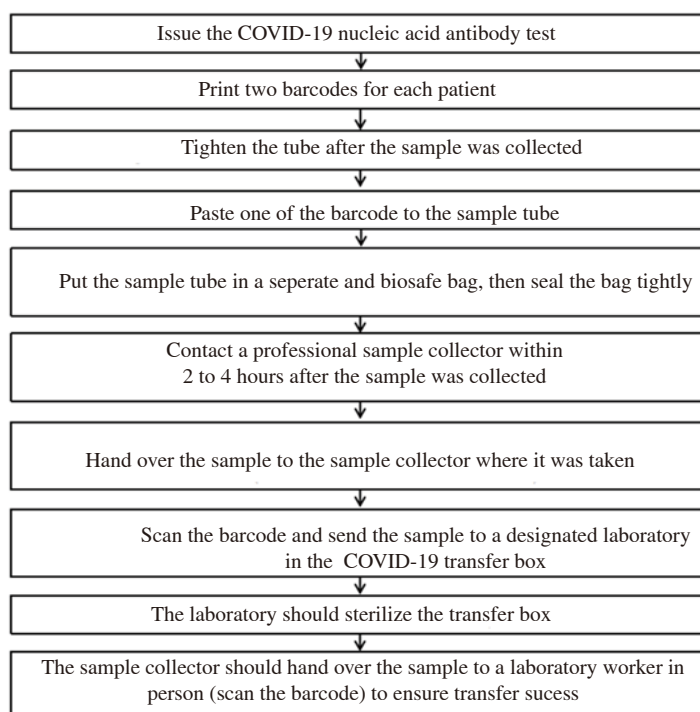 Issue the COVID-19 nucleic acid antibody test
Print two barcodes for each patient
Tighten the tube after the sample was collected
Paste one of the barcode to the sample tube
Put the sample tube in a seperate and biosafe bag, then seal the bag tightly
Contact a professional sample collector within
2 to 4 hours after the sample was collected
Hand over the sample to the sample collector where it was taken
Scan the barcode and send the sample to a designated laboratory
in the COVID-19 transfer box
The laboratory should sterilize the transfer box
The sample collector should hand over the sample to a laboratory worker in
person (scan the barcode) to ensure transfer sucess